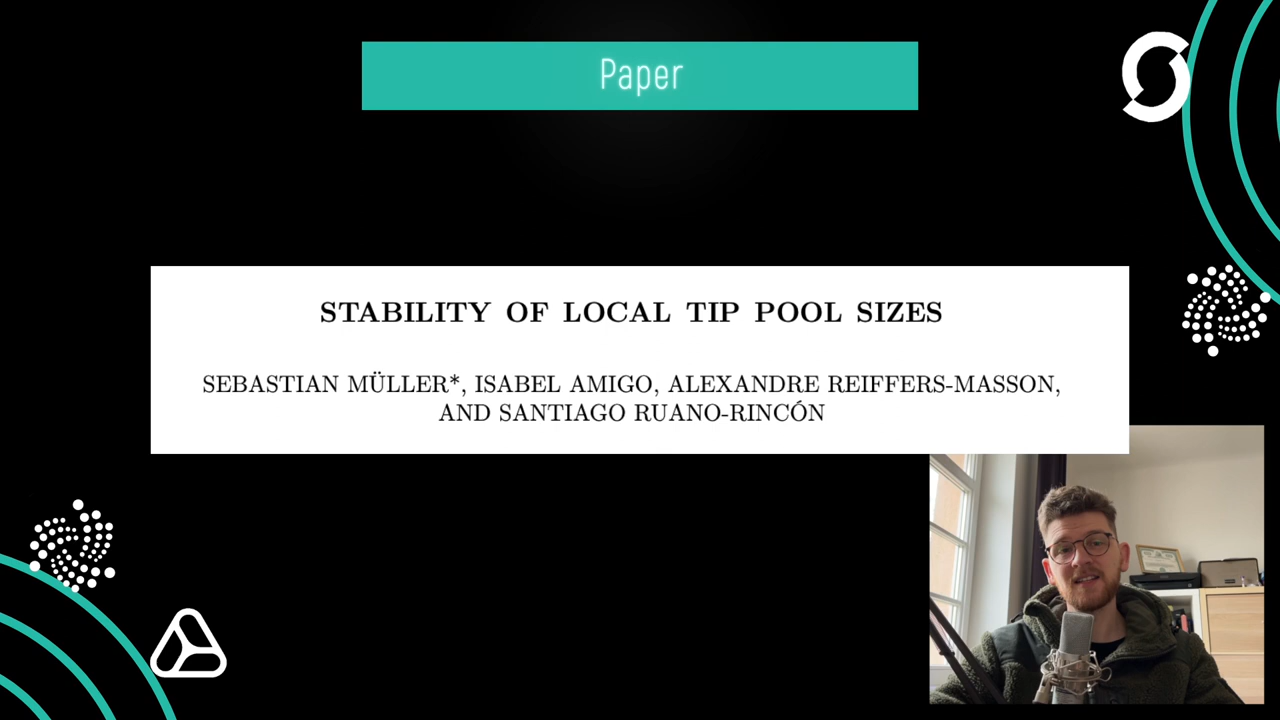 Paper
STABILITY OF LOCAL TIP POOL SIZES
SEBASTIAN MÜLLER*, ISABEL AMIGO, ALEXANDRE REIFFERS-MASSON,
AND SANTIAGO RUANO-RINCÓN